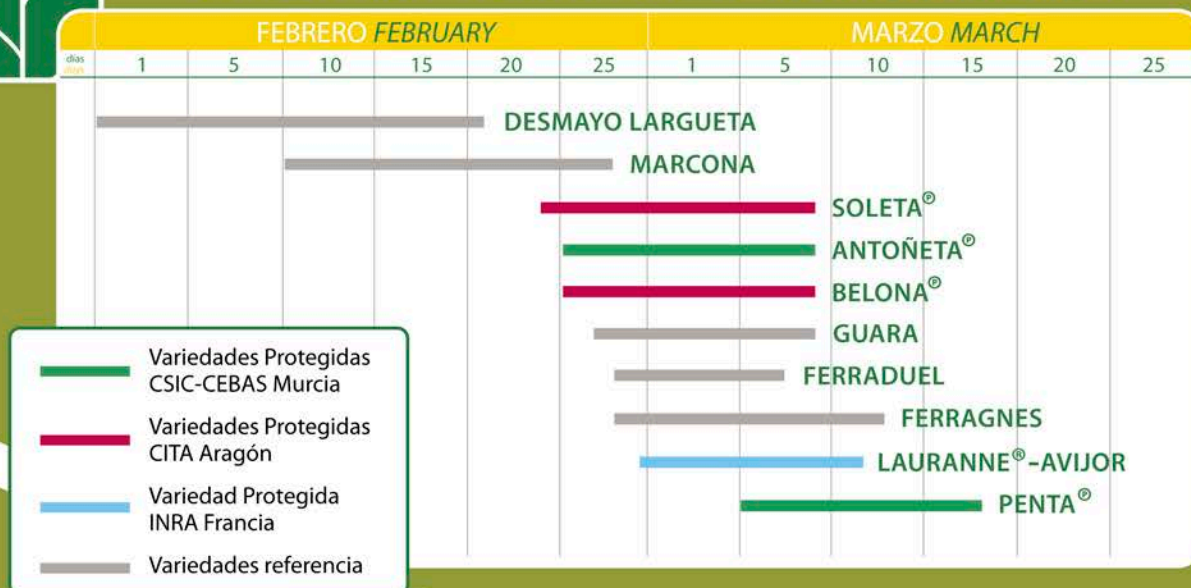 FEBRERO FEBRUARY MARZO MARCH
días
days
1 5 10 15 20 25 1 5 10 15 20 25
DESMAYO LARGUETA
MARCONA
SOLETA℗
ANTOÑETA℗
BELONA℗
GUARA
FERRADUEL
FERRAGNES
LAURANNE®-AVIJOR
PENTA℗
Variedades Protegidas
CSIC-CEBAS Murcia
Variedades Protegidas
CITA Aragón
Variedad Protegida
INRA Francia
Variedades referencia